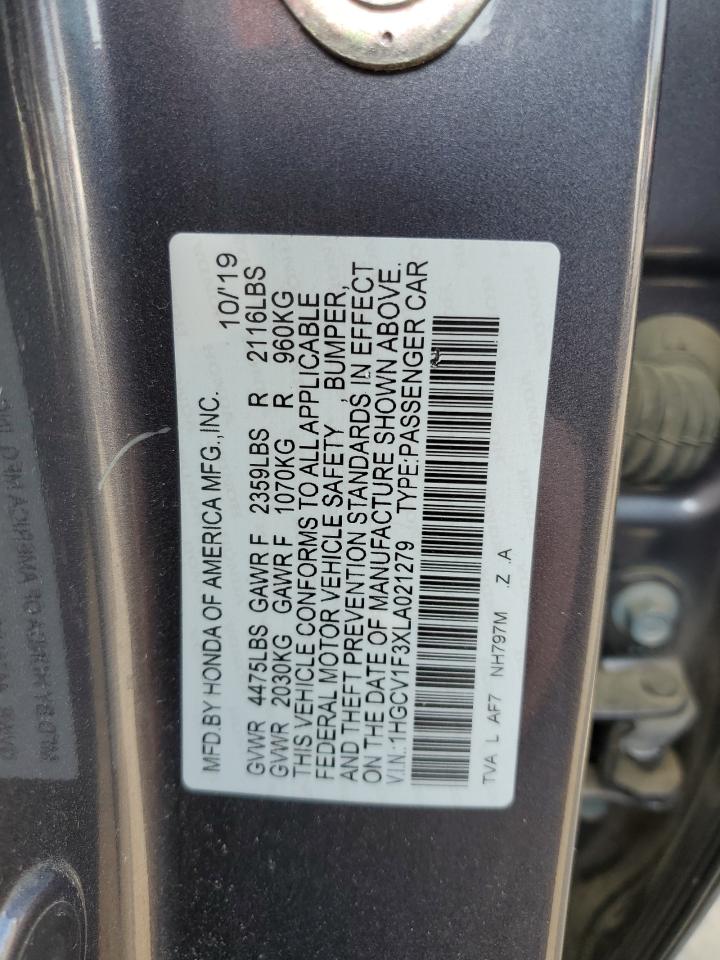 MFD.BY HONDA OF AMERICA MFG.,INC. 10/'19
GVWR 4475LBS GAWR F 2359LBS R 2116LBS
GVWR 2030KG GAWR F 1070KG R 960KG
THIS VEHICLE CONFORMS TO ALL APPLICABLE
FEDERAL MOTOR VEHICLE SAFETY , BUMPER,
AND THEFT PREVENTION STANDARDS IN EFFECT
ON THE DATE OF MANUFACTURE SHOWN ABOVE.
V.I.N.:1HGCV1F3XLA021279 TYPE:PASSENGER CAR
TVA L AF7 NH797M .Z .A